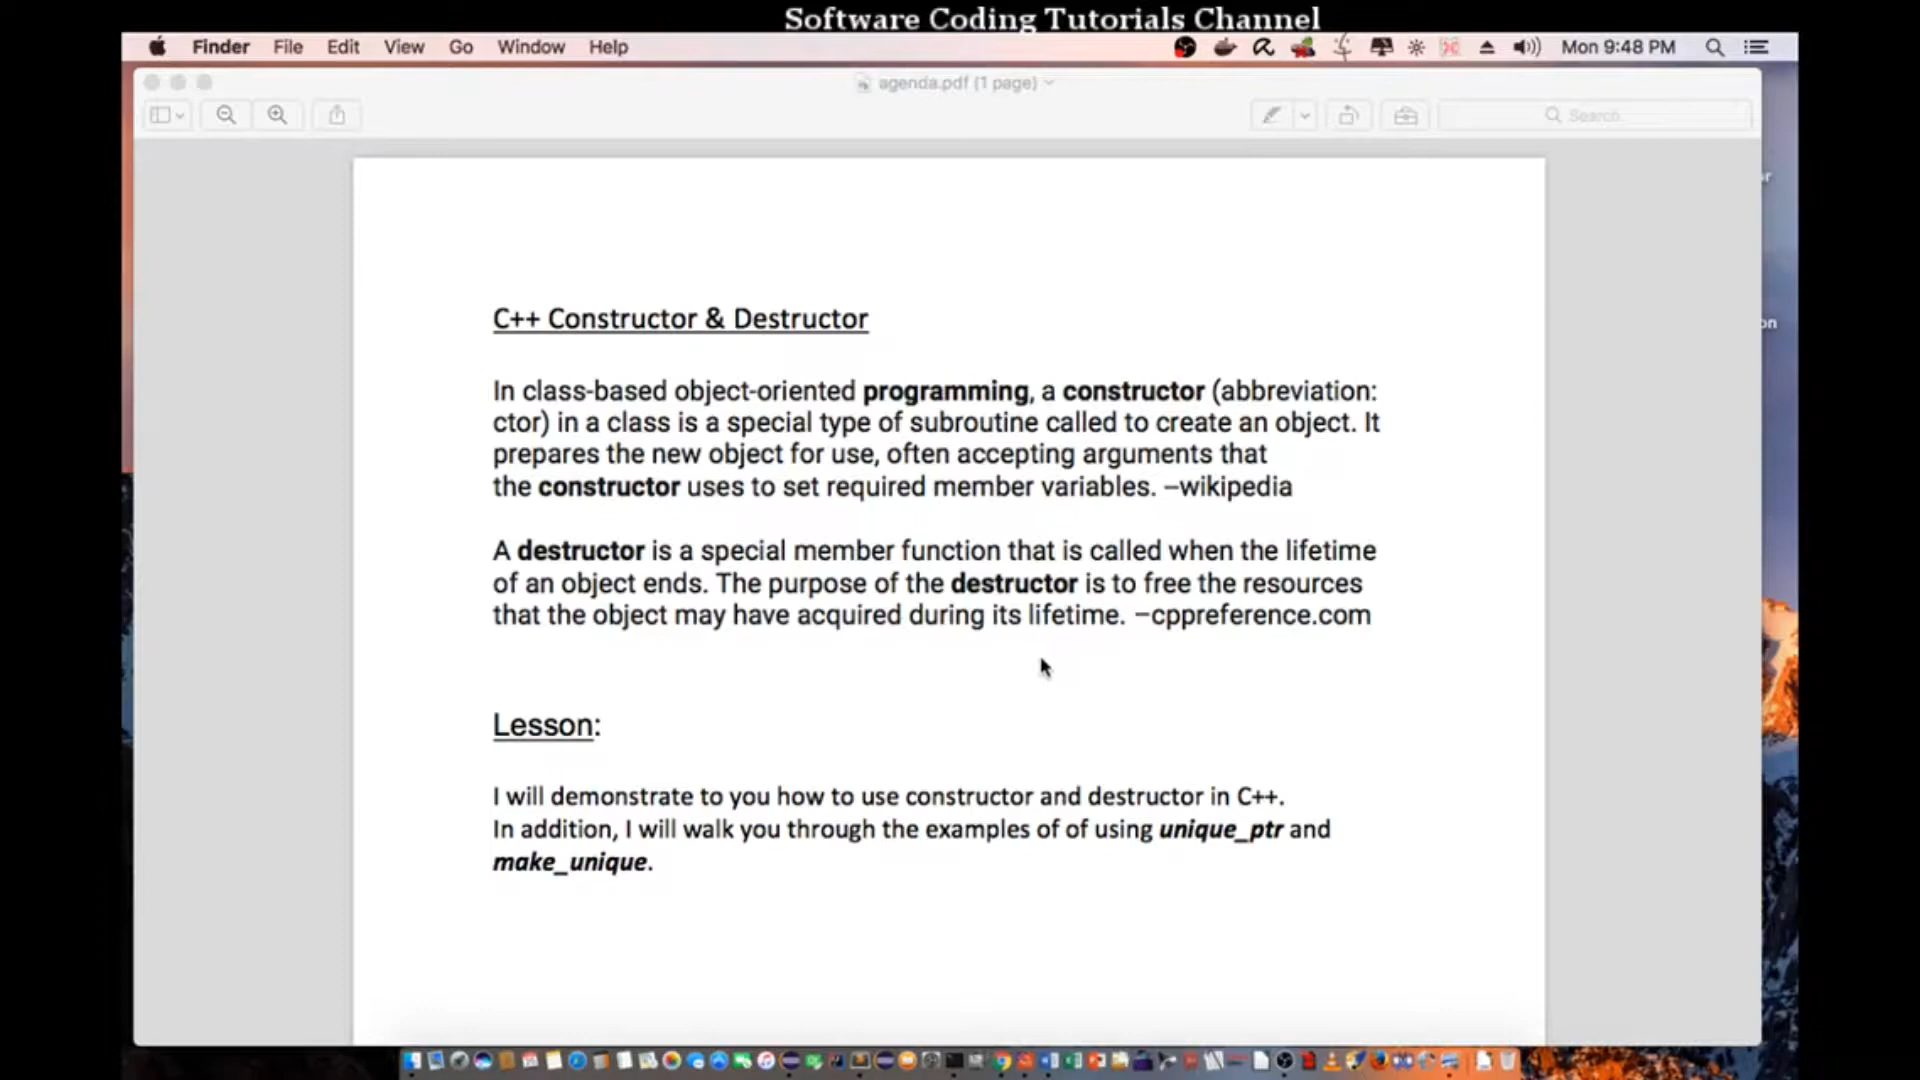 Software Coding Tutorials Channel
Finder File Edit View Go Window Help
Mon 9:48 PM
agenda.pdf (1 page)
Search
C++ Constructor & Destructor
In class-based object-oriented programming, a constructor (abbreviation:
ctor) in a class is a special type of subroutine called to create an object. It
prepares the new object for use, often accepting arguments that
the constructor uses to set required member variables. –wikipedia
A destructor is a special member function that is called when the lifetime
of an object ends. The purpose of the destructor is to free the resources
that the object may have acquired during its lifetime. –cppreference.com
Lesson:
I will demonstrate to you how to use constructor and destructor in C++.
In addition, I will walk you through the examples of of using unique_ptr and
make_unique.